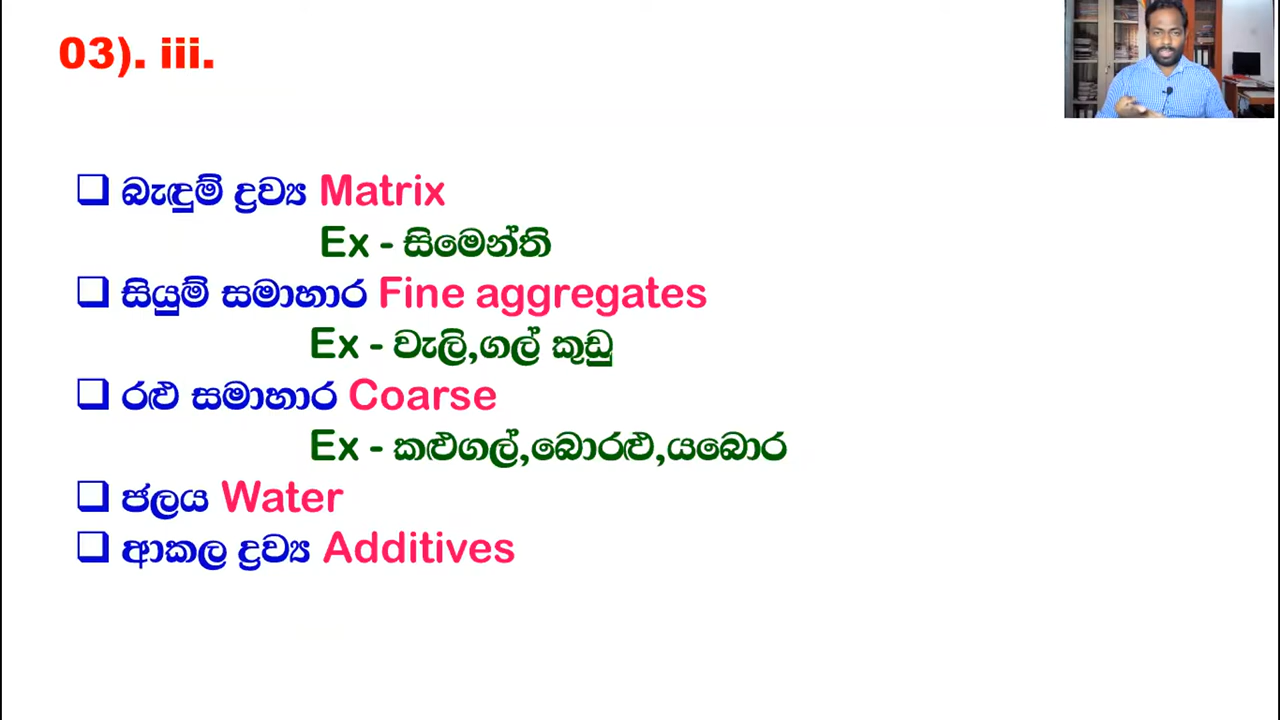 03). iii.
බැඳුම් ද්‍රව්‍ය Matrix
Ex - සිමෙන්ති
සියුම් සමාහාර Fine aggregates
Ex - වැලි,ගල් කුඩු
රළු සමාහාර Coarse
Ex - කළුගල්,බොරළු,යබොර
ජලය Water
ආකල ද්‍රව්‍ය Additives